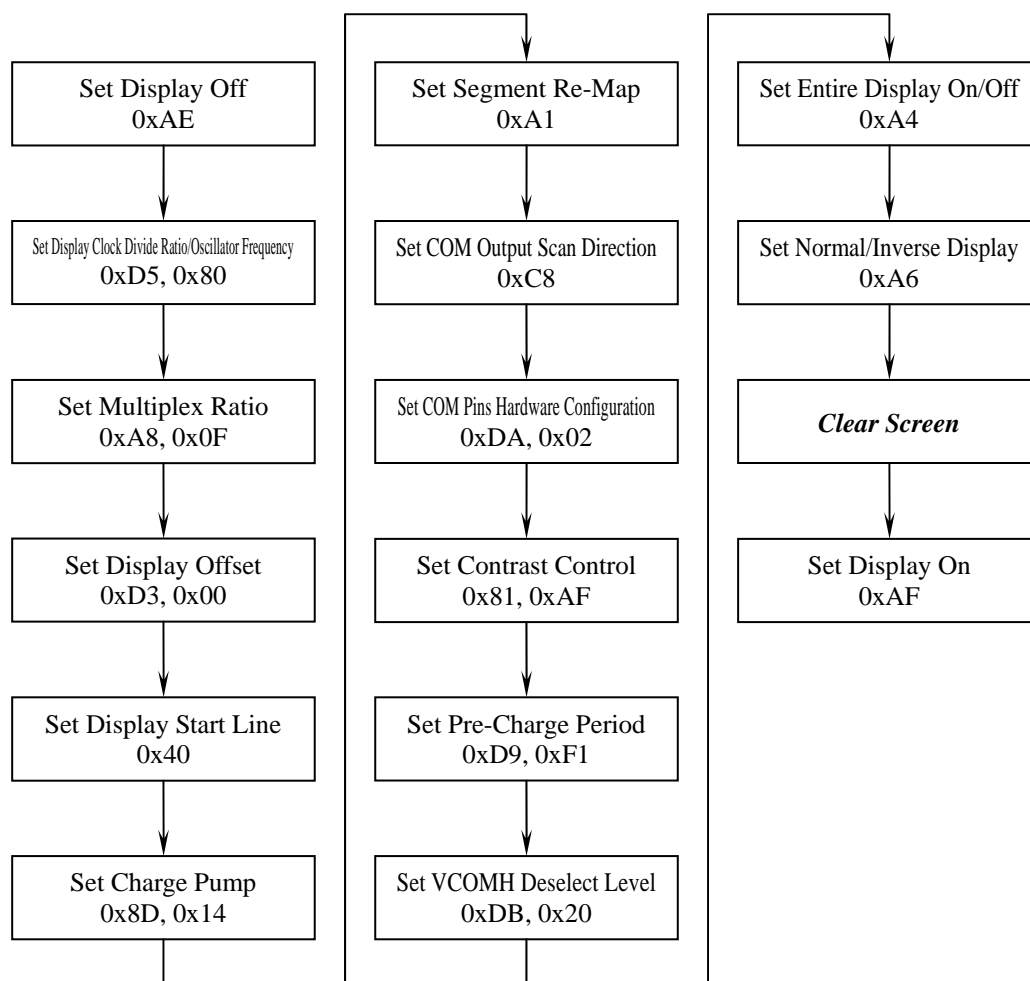 Set Display Off
0xAE
Set Display Clock Divide Ratio/Oscillator Frequency
0xD5, 0x80
Set Multiplex Ratio
0xA8, 0x0F
Set Display Offset
0xD3, 0x00
Set Display Start Line
0x40
Set Charge Pump
0x8D, 0x14
Set Segment Re-Map
0xA1
Set COM Output Scan Direction
0xC8
Set COM Pins Hardware Configuration
0xDA, 0x02
Set Contrast Control
0x81, 0xAF
Set Pre-Charge Period
0xD9, 0xF1
Set VCOMH Deselect Level
0xDB, 0x20
Set Entire Display On/Off
0xA4
Set Normal/Inverse Display
0xA6
Clear Screen
Set Display On
0xAF